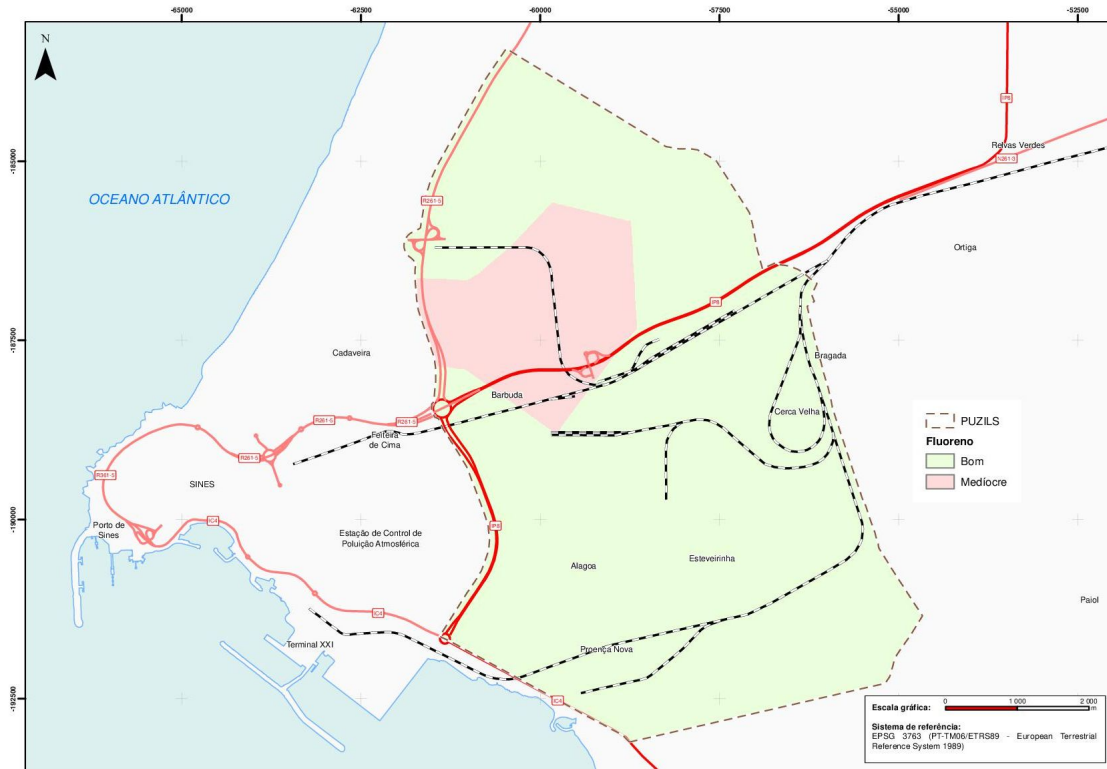 -65000
-62500
-60000
-57500
-55000
-52500
N
IP8
Relvas Verdes
N261-3
-185000
OCEANO ATLÂNTICO
R261-5
Ortiga
IP8
-187500
Cadaveira
Bragada
Barbuda
Cerca Velha
R261-5
R261-5
Feiteira
de Cima
R261-5
R261-5
SINES
PUZILS
Fluoreno
Bom
Medíocre
Porto de
Sines
IC4
IP8
-190000
Estação de Control de
Poluição Atmosférica
Alagoa
Esteveirinha
Paiol
IC4
Terminal XXI
Proença Nova
IC4
-192500
Escala gráfica:
0
1 000
2 000
m
Sistema de referência:
EPSG 3763 (PT-TM06/ETRS89 - European Terrestrial
Reference System 1989)